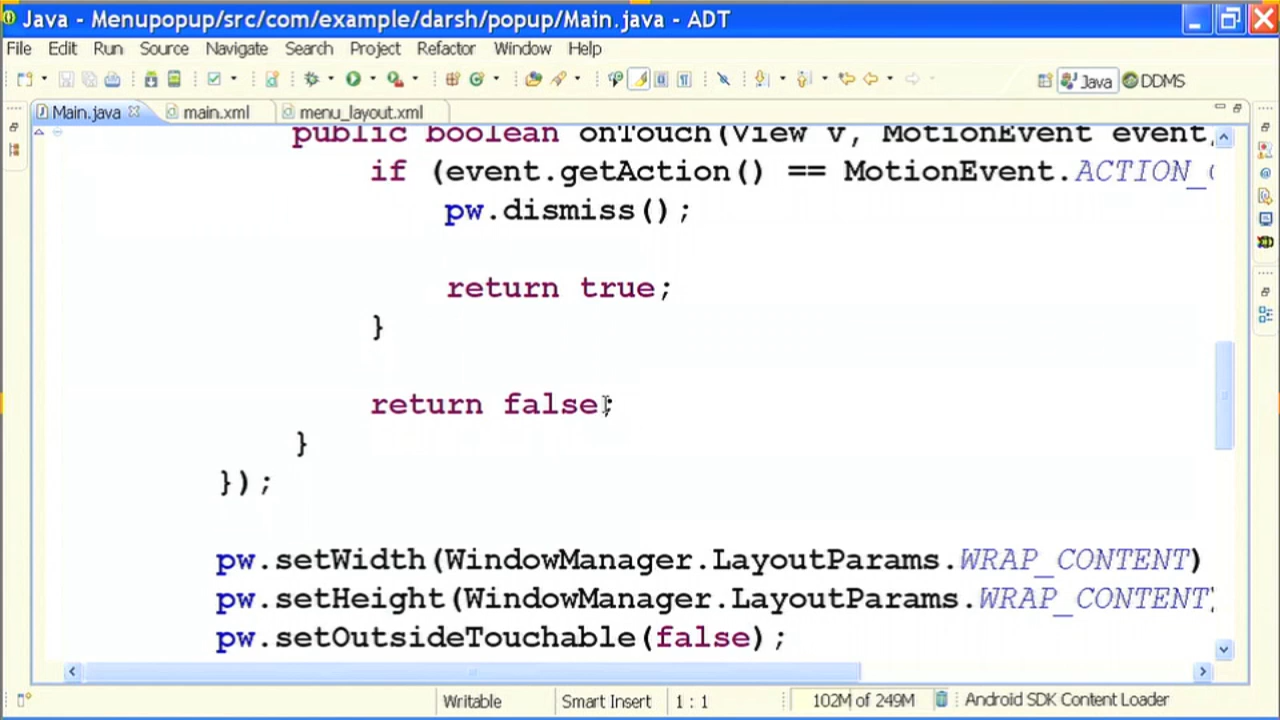 Java - Menupopup/src/com/example/darsh/popup/Main.java - ADT
File Edit Run Source Navigate Search Project Refactor Window Help
Java DDMS
Main.java main.xml menu_layout.xml
public boolean onTouch(View v, MotionEvent event,
if (event.getAction() == MotionEvent.ACTION_
pw.dismiss();
return true;
}
return false;
}
});
pw.setWidth(WindowManager.LayoutParams.WRAP_CONTENT)
pw.setHeight(WindowManager.LayoutParams.WRAP_CONTENT
pw.setOutsideTouchable(false);
Writable Smart Insert 1 : 1 102M of 249M Android SDK Content Loader